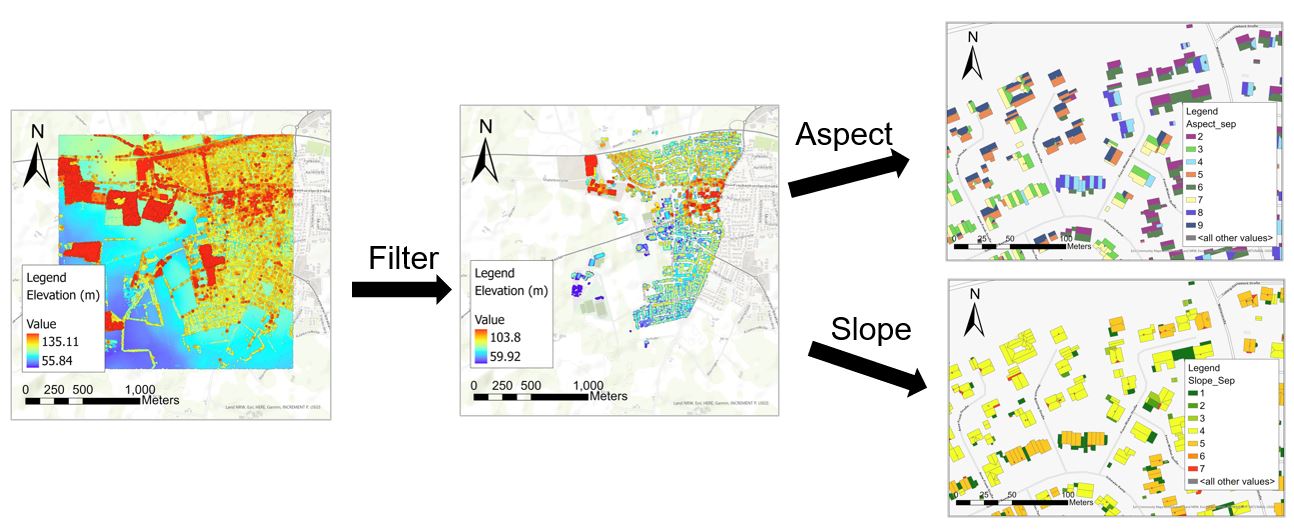 N
Legend
Elevation (m)
Value
135.11
55.84
0 250 500 1,000
Meters
Land NRW, Esri, HERE, Garmin, INCREMENT P, USGS
Filter
N
Legend
Elevation (m)
Value
103.8
59.92
0 250 500 1,000
Meters
Land NRW, Esri, HERE, Garmin, INCREMENT P, USGS
Aspect
Slope
N
Legend
Aspect_sep
2
3
4
5
6
7
8
9
<all other values>
0 25 50 100
Meters
N
Legend
Slope_Sep
1
2
3
4
5
6
7
<all other values>
0 25 50 100
Meters